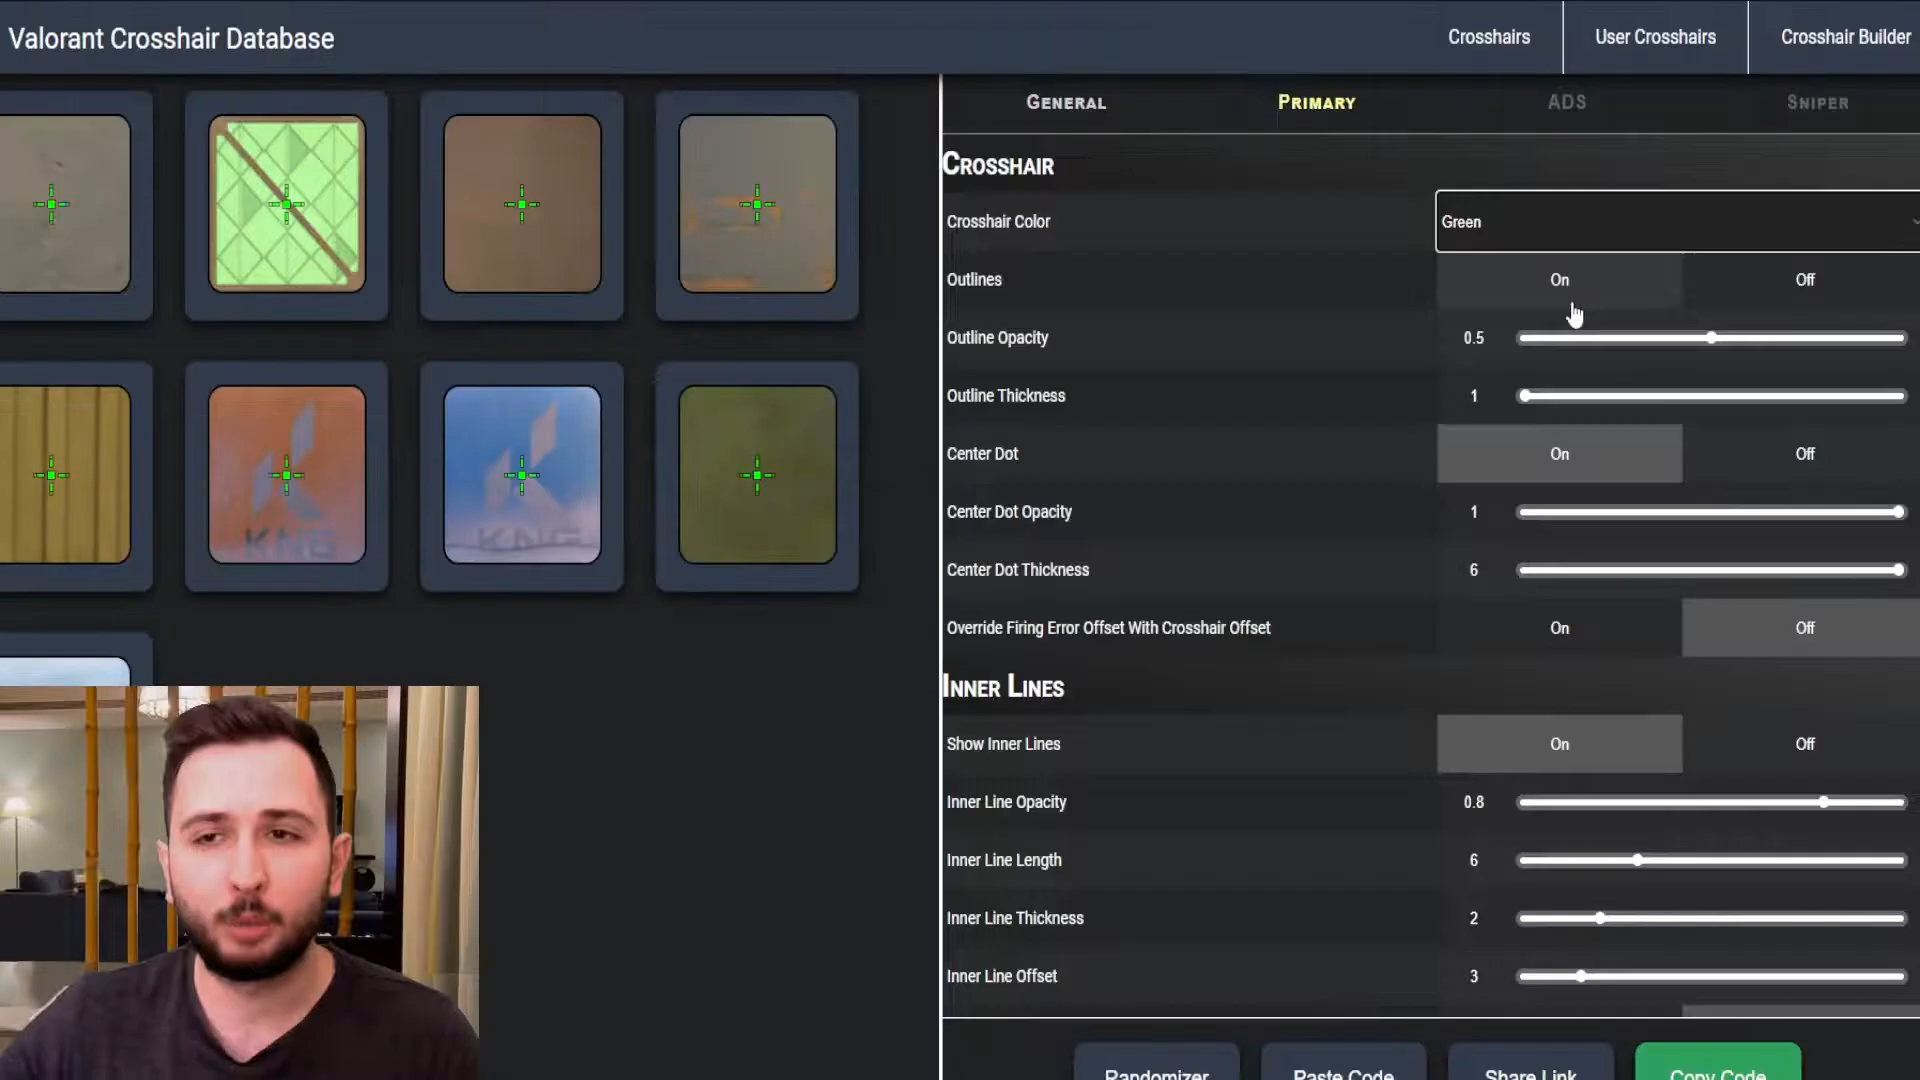 Valorant Crosshair Database
Crosshairs
User Crosshairs
Crosshair Builder
GENERAL
PRIMARY
ADS
SNIPER
CROSSHAIR
Crosshair Color
Green
Outlines
On
Off
Outline Opacity
0.5
Outline Thickness
1
Center Dot
On
Off
Center Dot Opacity
1
Center Dot Thickness
6
Override Firing Error Offset With Crosshair Offset
On
Off
INNER LINES
Show Inner Lines
On
Off
Inner Line Opacity
0.8
Inner Line Length
6
Inner Line Thickness
2
Inner Line Offset
3
Randomizer
Paste Code
Share Link
Copy Code
KNG
KNG